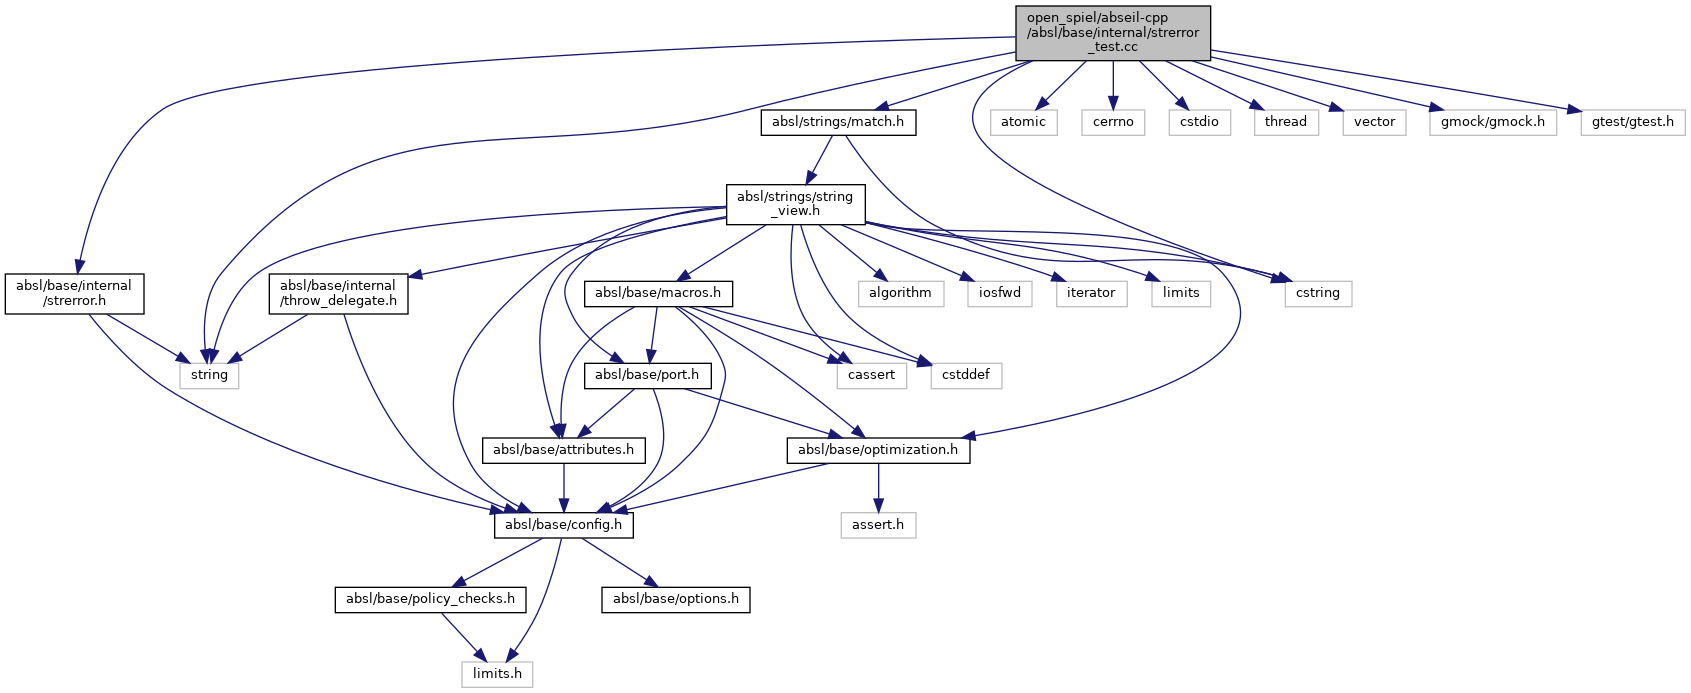 open_spiel/abseil-cpp
/absl/base/internal/strerror
_test.cc
absl/strings/match.h
atomic
cerrno
cstdio
thread
vector
gmock/gmock.h
gtest/gtest.h
absl/strings/string
_view.h
absl/base/internal
/strerror.h
absl/base/internal
/throw_delegate.h
absl/base/macros.h
algorithm
iosfwd
iterator
limits
cstring
string
absl/base/port.h
cassert
cstddef
absl/base/attributes.h
absl/base/optimization.h
absl/base/config.h
assert.h
absl/base/policy_checks.h
absl/base/options.h
limits.h